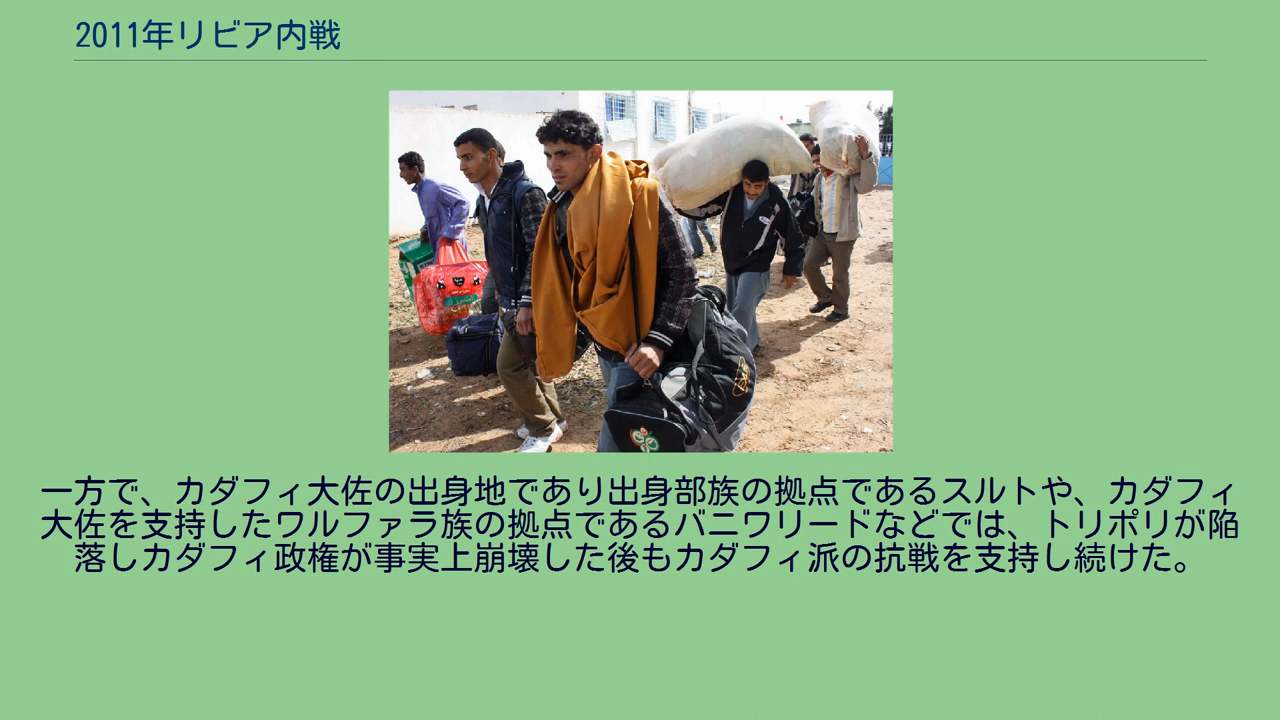 2011年リビア内戦
一方で、カダフィ大佐の出身地であり出身部族の拠点であるスルトや、カダフィ
大佐を支持したワルファラ族の拠点であるバニワリードなどでは、トリポリが陥
落しカダフィ政権が事実上崩壊した後もカダフィ派の抗戦を支持し続けた。